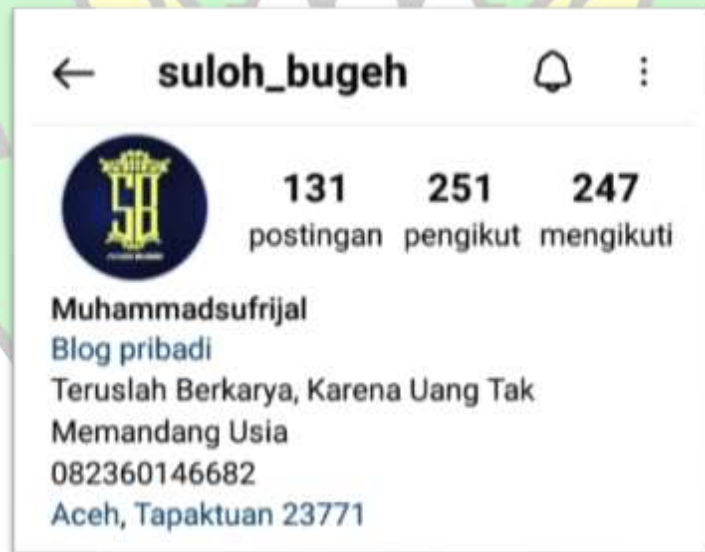 suloh_bugeh
SB
131 251 247
postingan pengikut mengikuti
Muhammadsufrijal
Blog pribadi
Teruslah Berkarya, Karena Uang Tak
Memandang Usia
082360146682
Aceh, Tapaktuan 23771